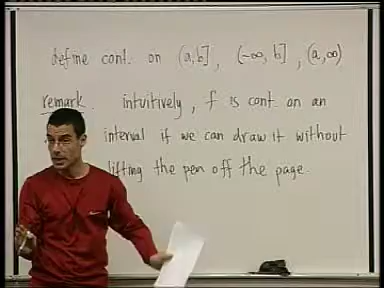 define cont. on (a,b], (-∞, b], (a,∞)
remark. intuitively, f is cont. on an
interval if we can draw it without
lifting the pen off the page.